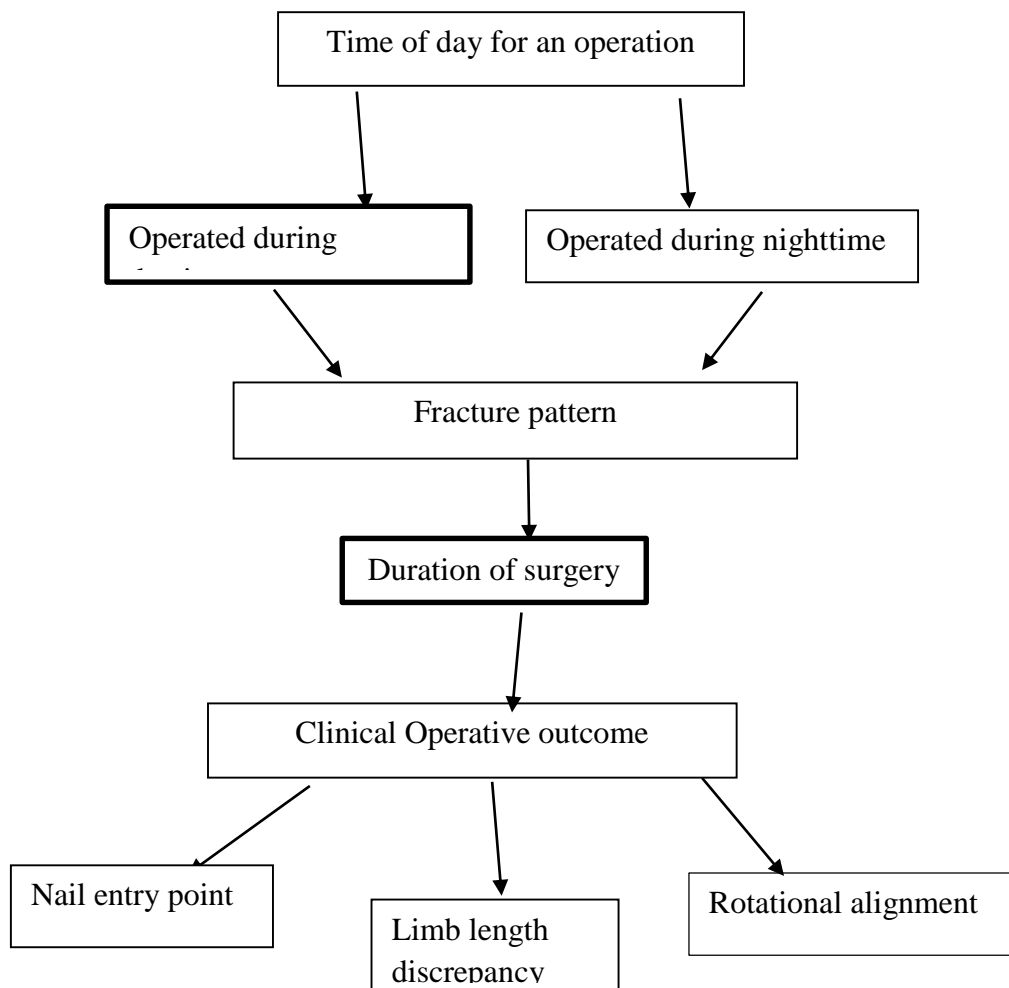 Time of day for an operation
Operated during
Operated during nighttime
Fracture pattern
Duration of surgery
Clinical Operative outcome
Nail entry point
Limb length
discrepancy
Rotational alignment